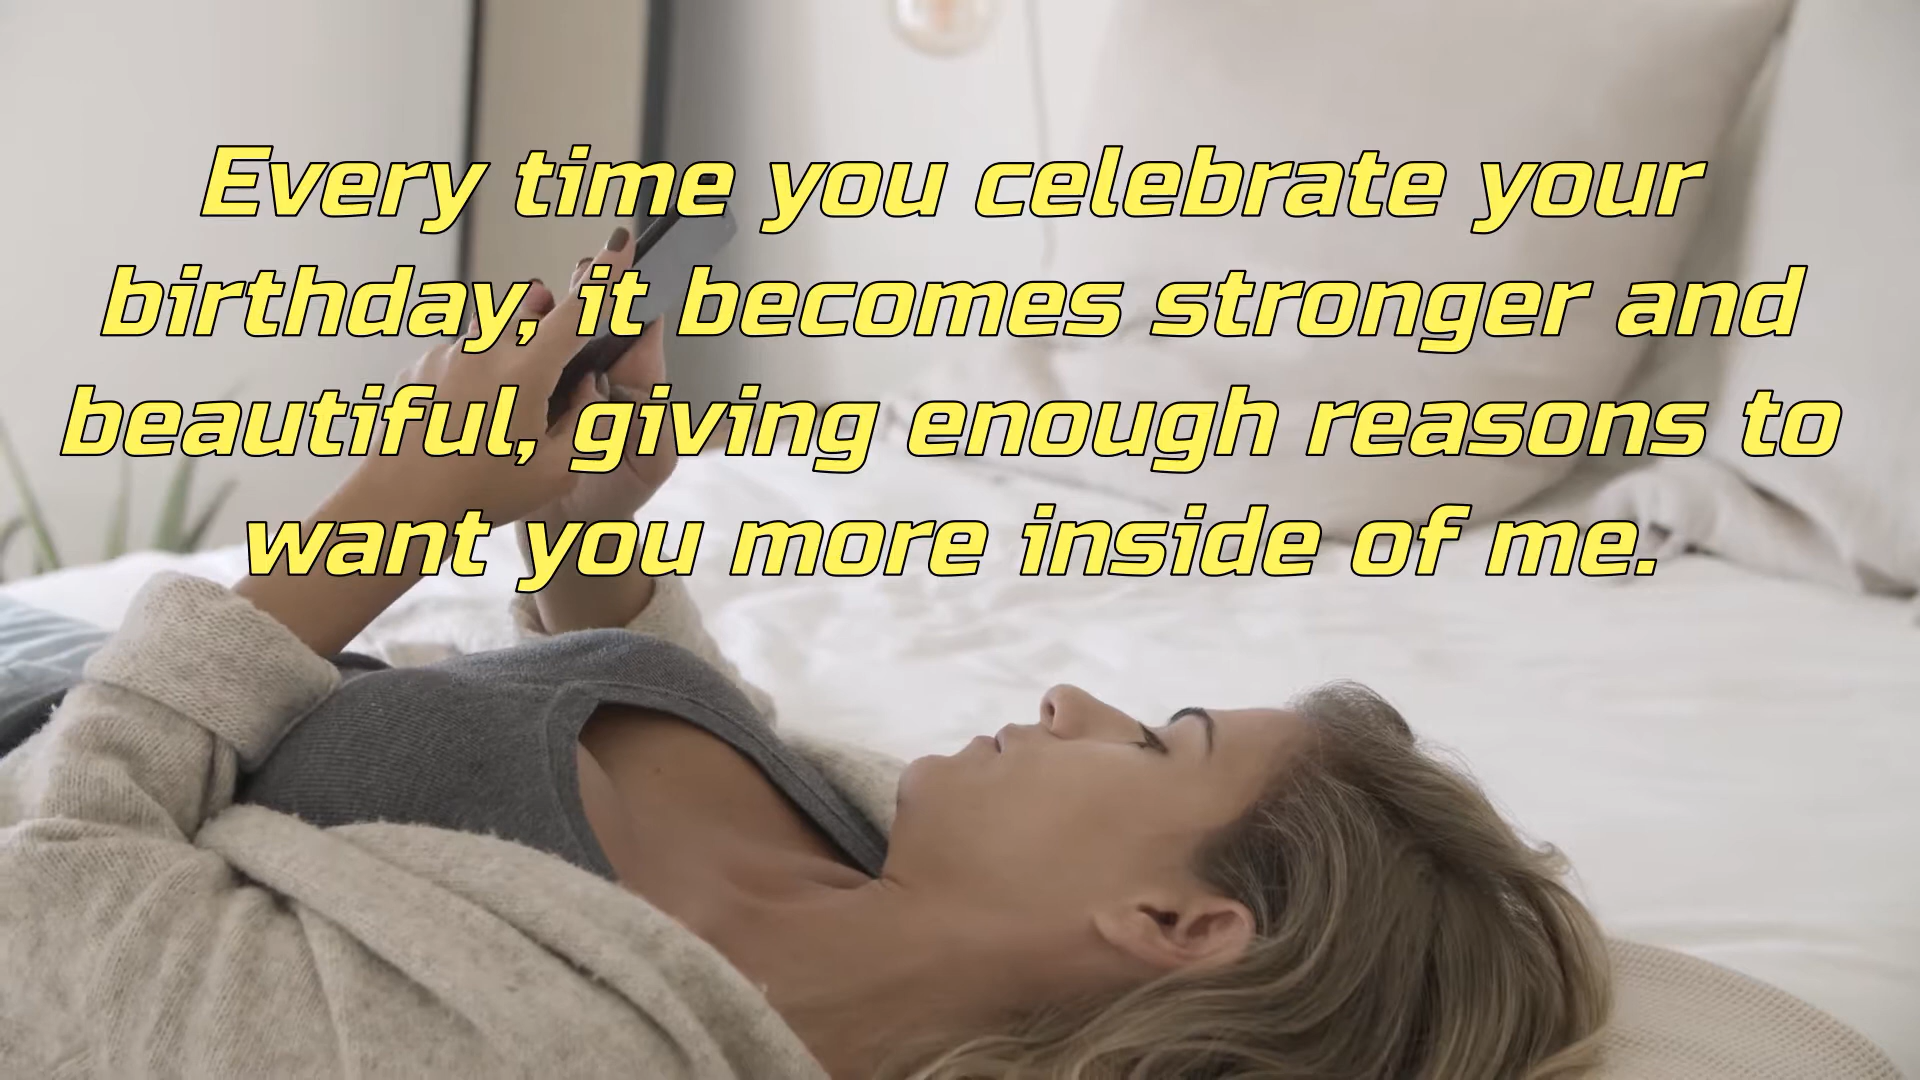 Every time you celebrate your
birthday, it becomes stronger and
beautiful, giving enough reasons to
want you more inside of me.